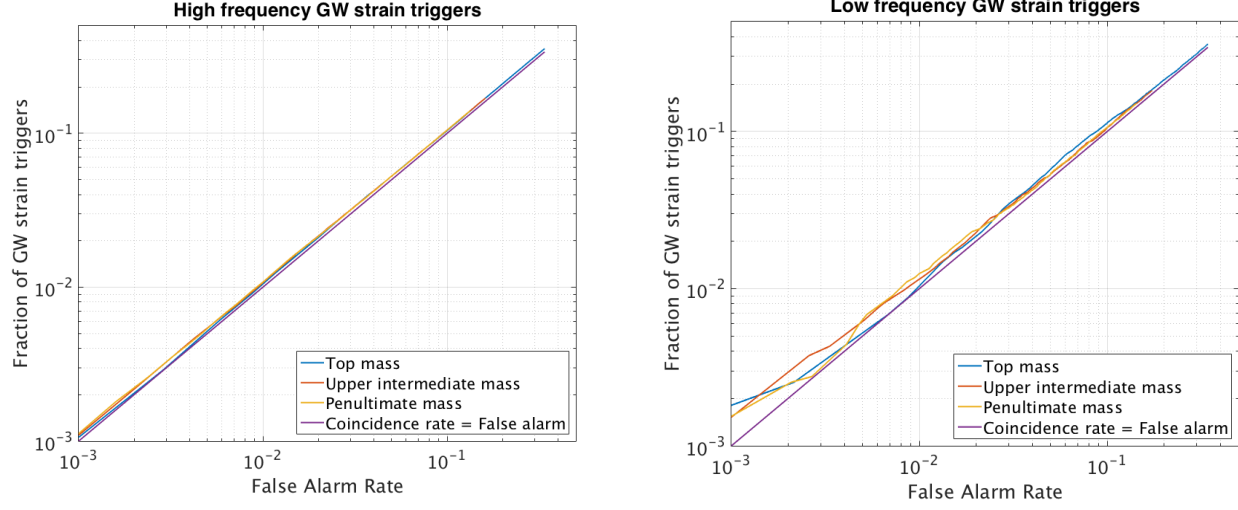 High frequency GW strain triggers
Fraction of GW strain triggers
10^-1
10^-2
10^-3
Top mass
Upper intermediate mass
Penultimate mass
Coincidence rate = False alarm
10^-3
10^-2
10^-1
False Alarm Rate
Low frequency GW strain triggers
Fraction of GW strain triggers
10^-1
10^-2
10^-3
Top mass
Upper intermediate mass
Penultimate mass
Coincidence rate = False alarm
10^-3
10^-2
10^-1
False Alarm Rate